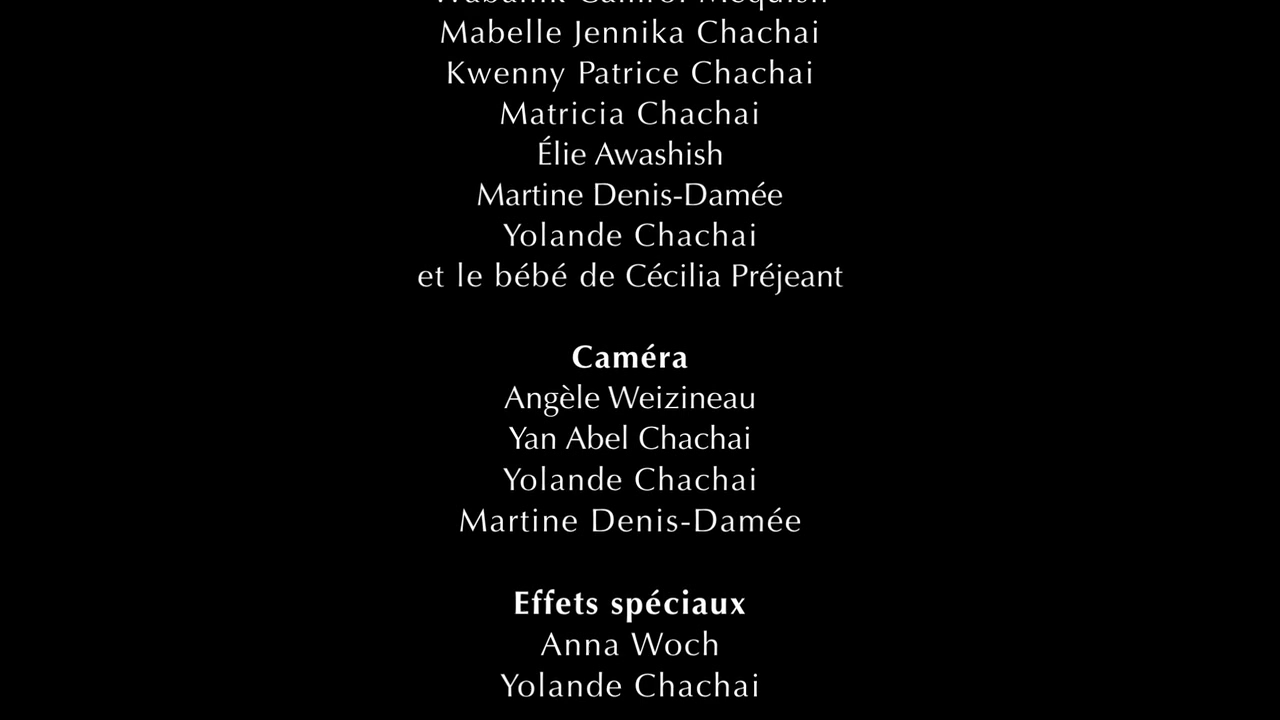 Mabelle Jennika Chachai
Kwenny Patrice Chachai
Matricia Chachai
Élie Awashish
Martine Denis-Damée
Yolande Chachai
et le bébé de Cécilia Préjeant
Caméra
Angèle Weizineau
Yan Abel Chachai
Yolande Chachai
Martine Denis-Damée
Effets spéciaux
Anna Woch
Yolande Chachai